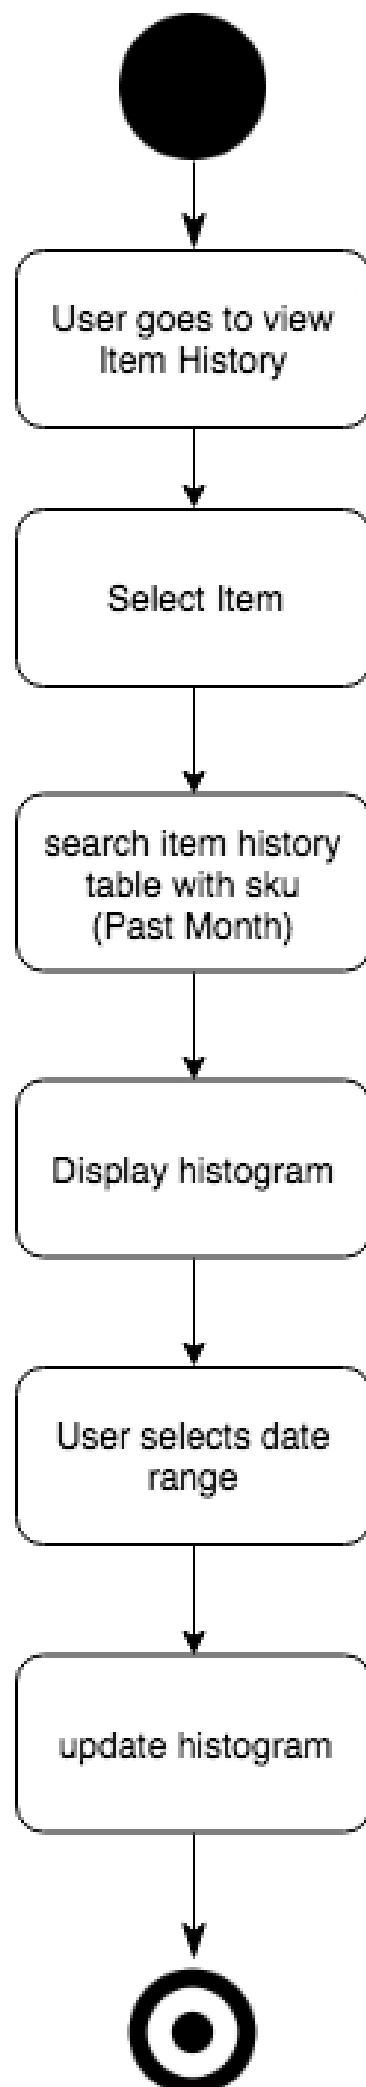 User goes to view
Item History
Select Item
search item history
table with sku
(Past Month)
Display histogram
User selects date
range
update histogram